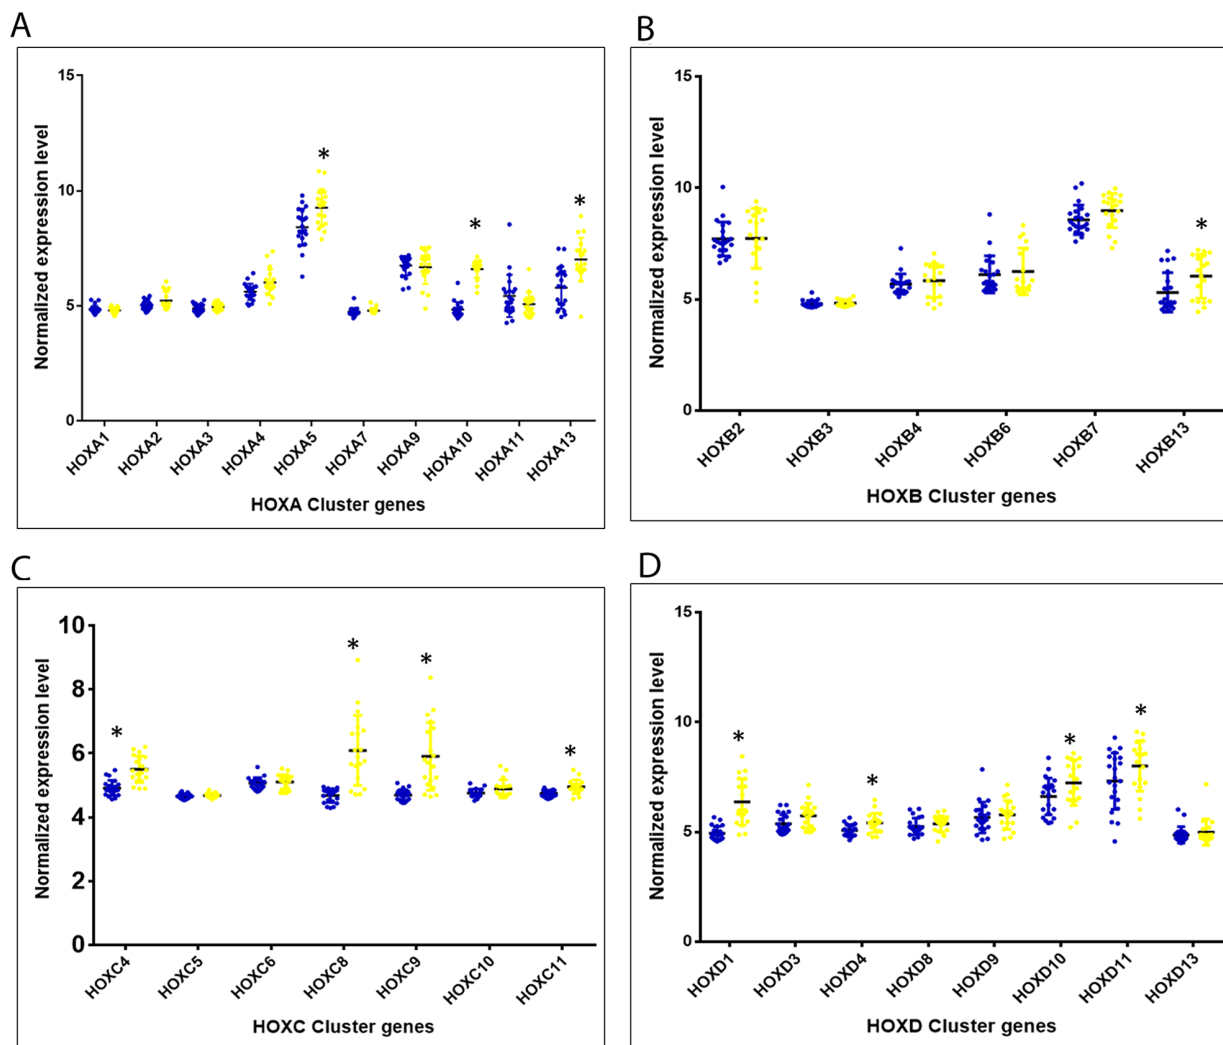 A
Normalized expression level
15
10
5
0
*
*
*
HOXA1
HOXA2
HOXA3
HOXA4
HOXA5
HOXA7
HOXA9
HOXA10
HOXA11
HOXA13
HOXA Cluster genes
B
Normalized expression level
15
10
5
0
*
HOXB2
HOXB3
HOXB4
HOXB6
HOXB7
HOXB13
HOXB Cluster genes
C
Normalized expression level
10
8
6
4
2
0
*
*
*
*
HOXC4
HOXC5
HOXC6
HOXC8
HOXC9
HOXC10
HOXC11
HOXC Cluster genes
D
Normalized expression level
15
10
5
0
*
*
*
*
HOXD1
HOXD3
HOXD4
HOXD8
HOXD9
HOXD10
HOXD11
HOXD13
HOXD Cluster genes